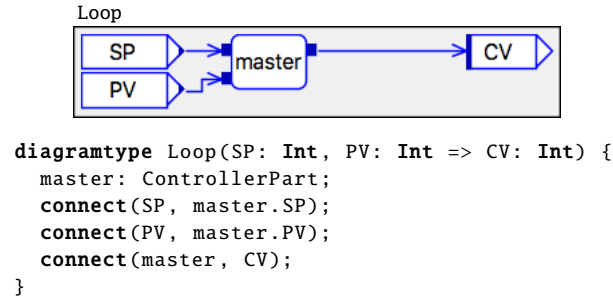 Loop
SP
master
CV
PV
diagramtype Loop(SP: Int, PV: Int => CV: Int) {
  master: ControllerPart;
  connect(SP, master.SP);
  connect(PV, master.PV);
  connect(master, CV);
}